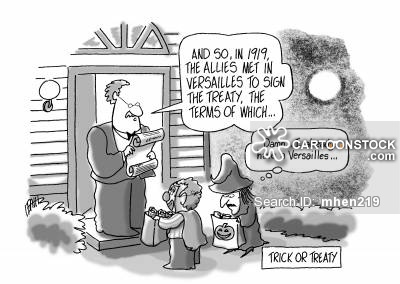 AND SO, IN 1919,
THE ALLIES MET IN
VERSAILLES TO SIGN
THE TREATY, THE
TERMS OF WHICH...
Damn
Versailles...
CARTOONSTOCK
.com
Search ID: mhen219
TRICK OR TREATY